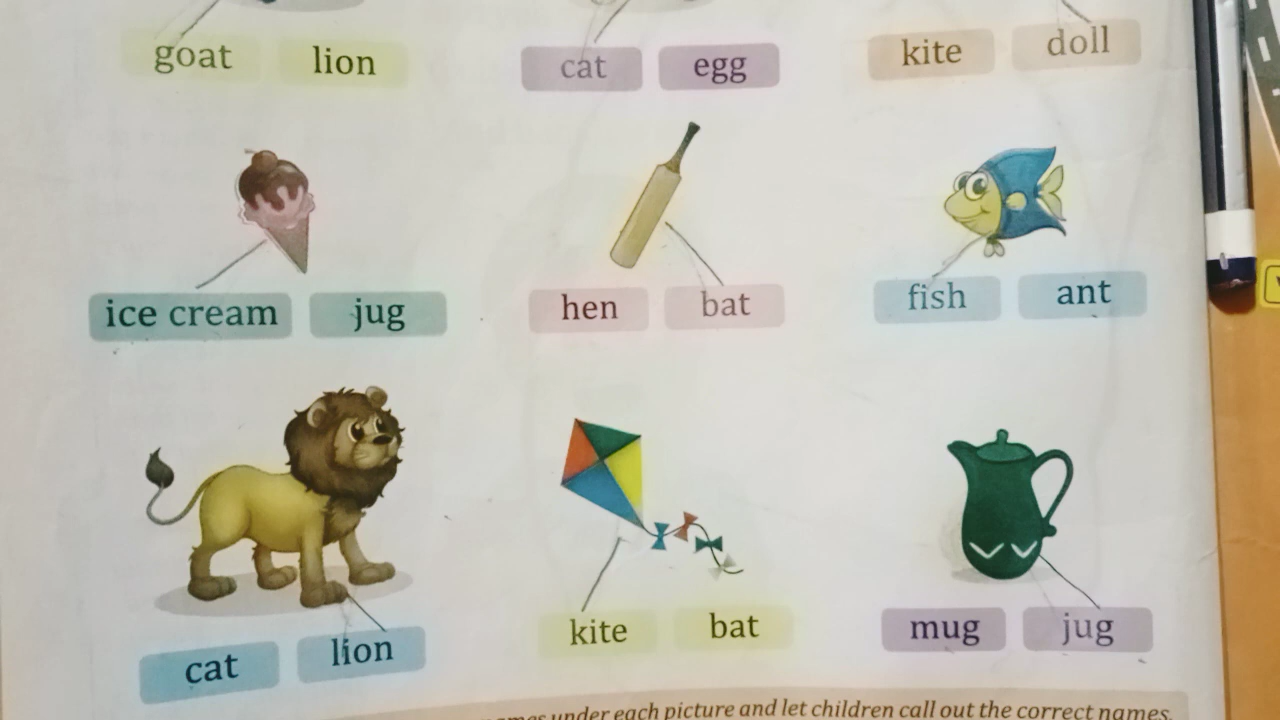 goat lion cat egg kite doll
ice cream jug hen bat fish ant
cat lion kite bat mug jug
under each picture and let children call out the correct names.